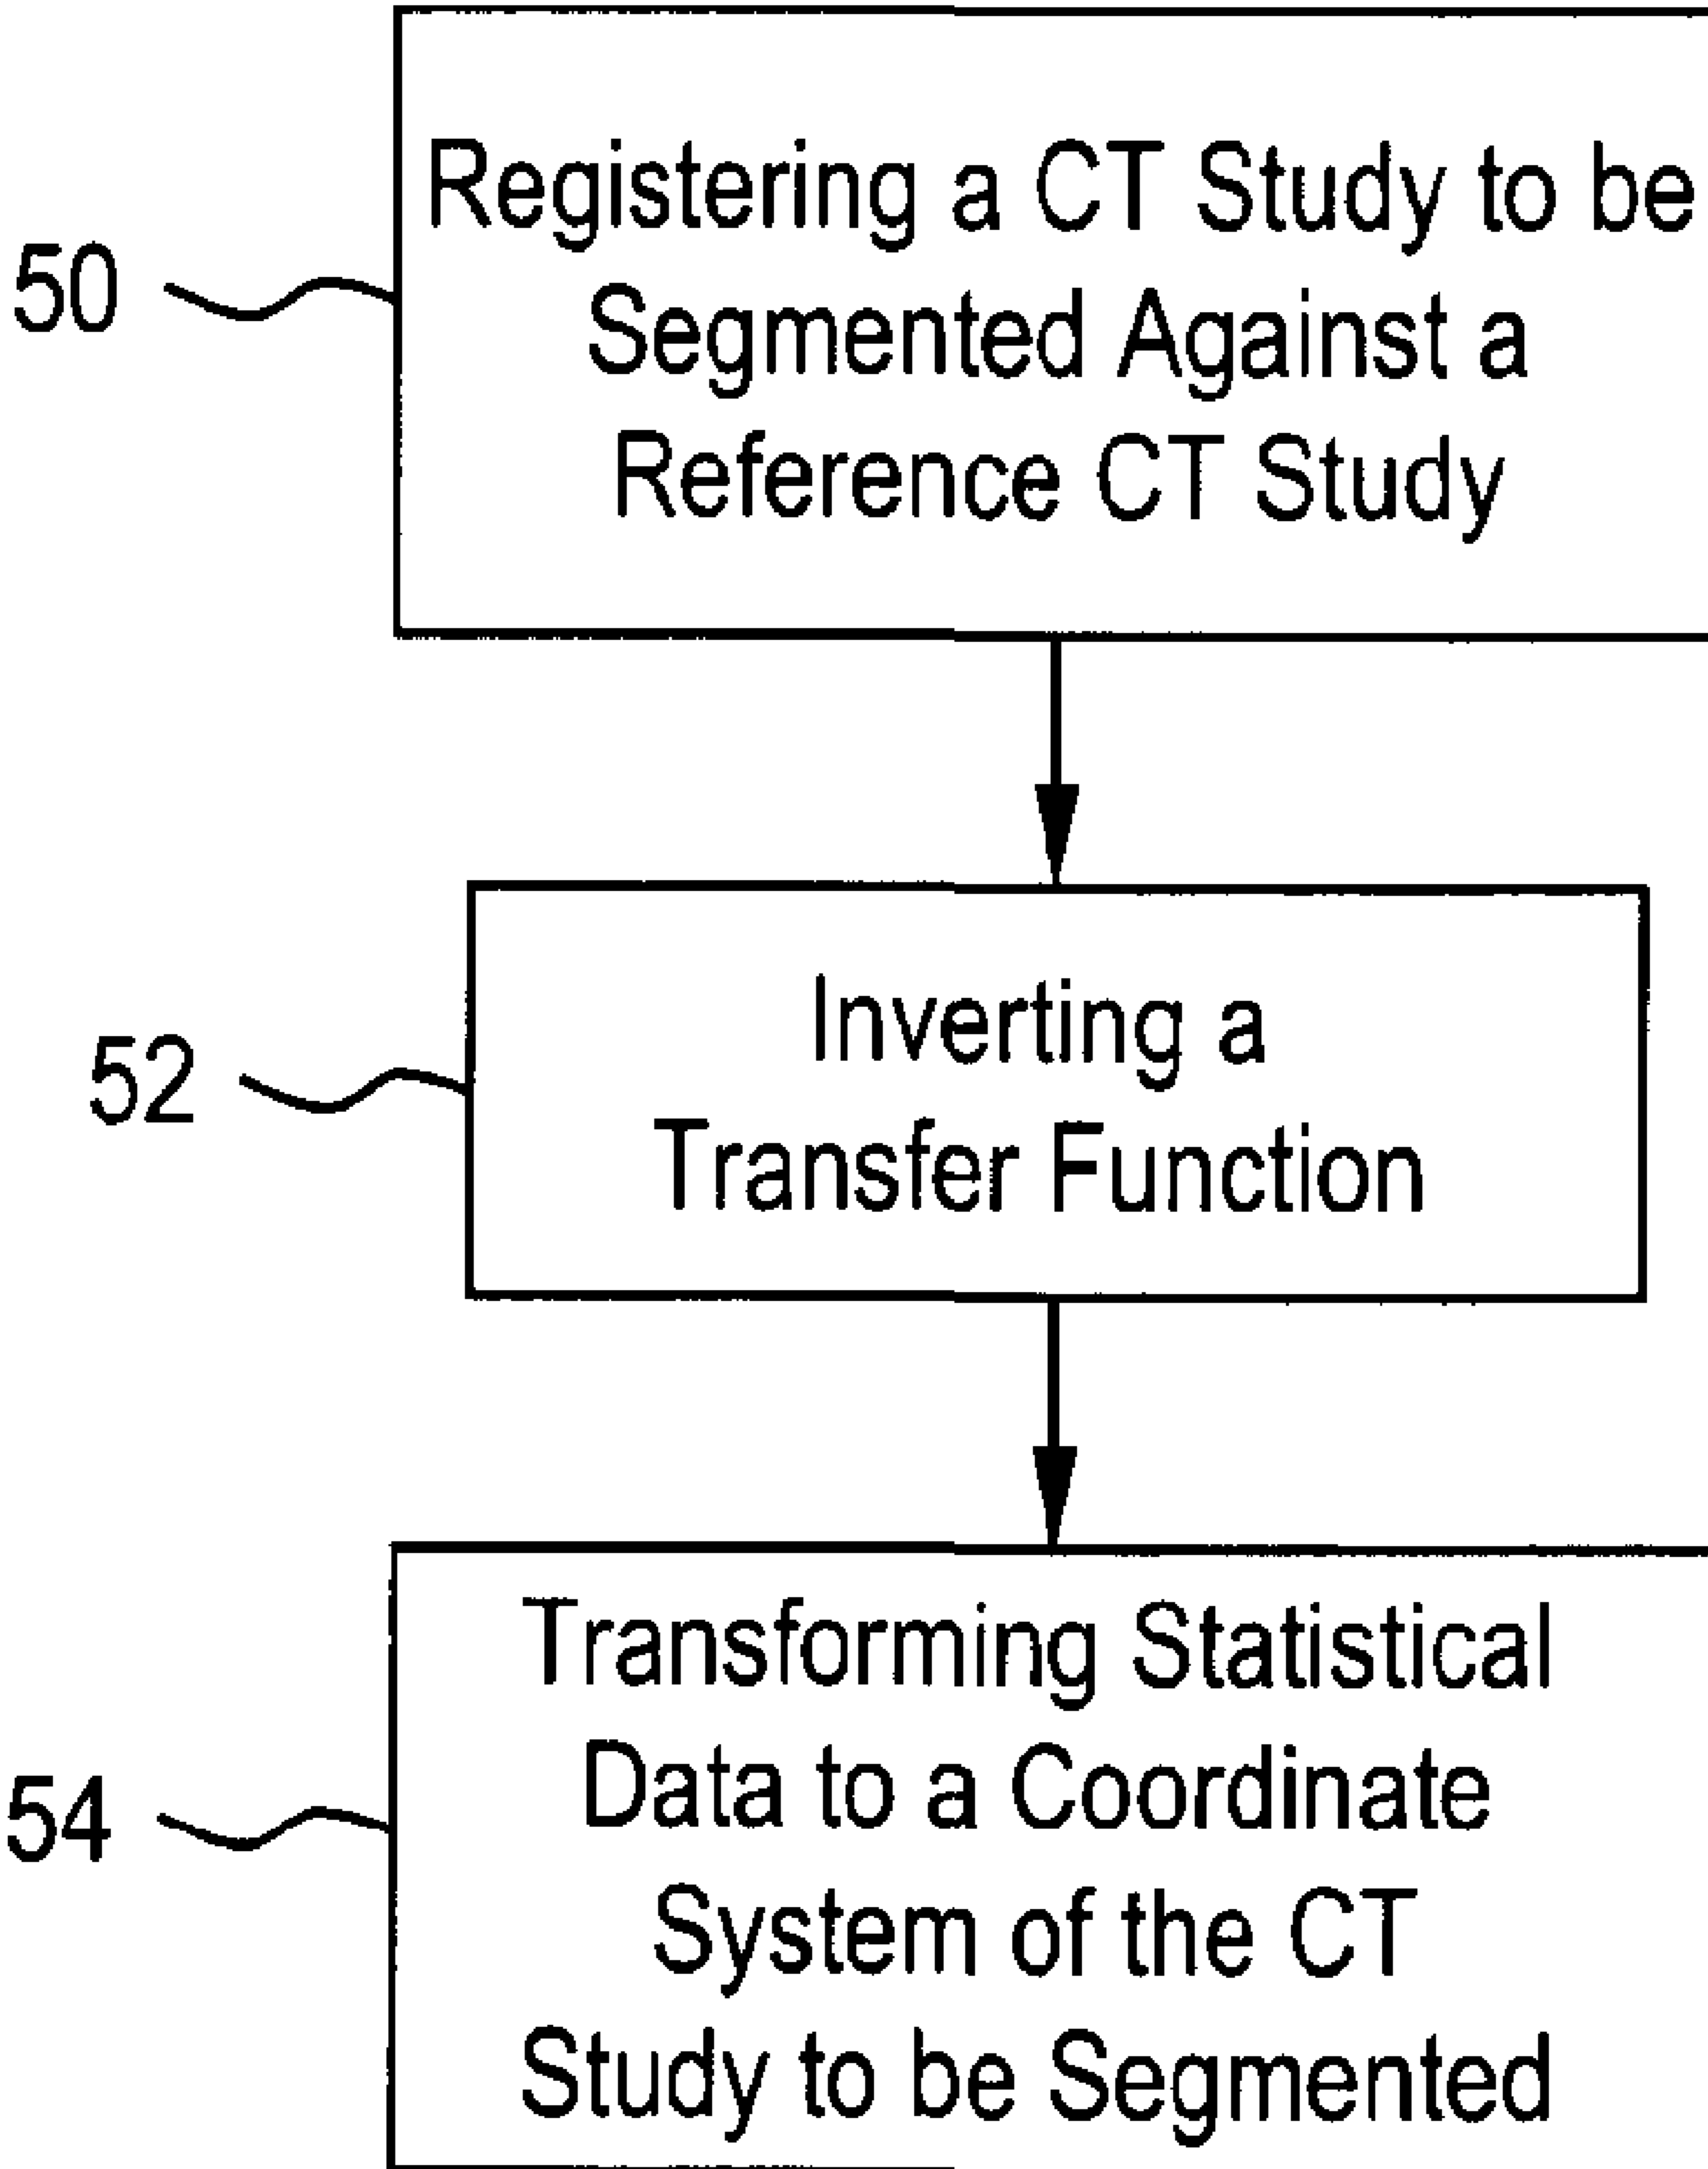 Registering a CT Study to be
50
Segmented Against a
Reference CT Study
Inverting a
52
Transfer Function
Transforming Statistical
Data to a Coordinate
54
System of the CT
Study to be Segmented